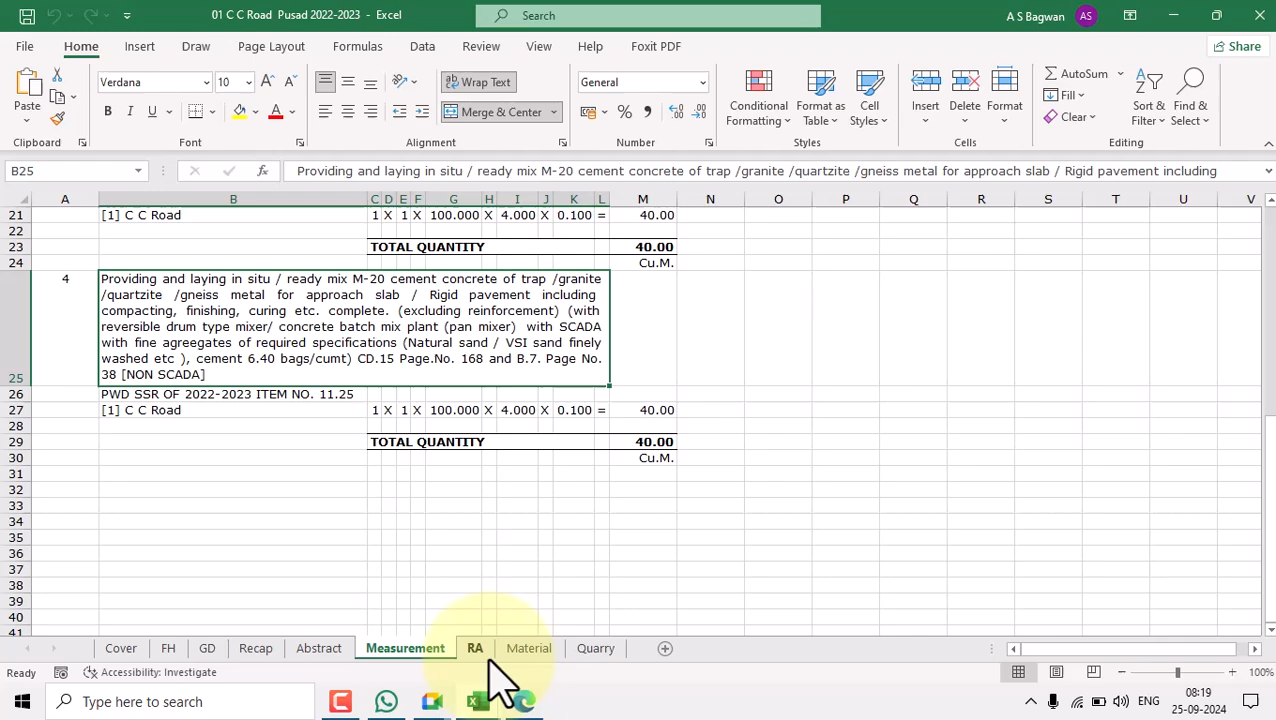 01 C C Road Pusad 2022-2023 - Excel
Search
A S Bagwan AS
File Home Insert Draw Page Layout Formulas Data Review View Help Foxit PDF Share
Paste
Clipboard
Verdana 10
B I U
Font
Wrap Text
Merge & Center
Alignment
General
Number
Conditional Formatting
Format as Table
Cell Styles
Styles
Insert Delete Format
Cells
AutoSum
Fill
Clear
Sort & Filter
Find & Select
Editing
B25 fx Providing and laying in situ / ready mix M-20 cement concrete of trap /granite /quartzite /gneiss metal for approach slab / Rigid pavement including
A B C D E F G H I J K L M N O P Q R S T U V
21 [1] C C Road 1 X 1 X 100.000 X 4.000 X 0.100 = 40.00
22
23 TOTAL QUANTITY 40.00
24 Cu.M.
4 Providing and laying in situ / ready mix M-20 cement concrete of trap /granite
/quartzite /gneiss metal for approach slab / Rigid pavement including
compacting, finishing, curing etc. complete. (excluding reinforcement) (with
reversible drum type mixer/ concrete batch mix plant (pan mixer) with SCADA
with fine agreegates of required specifications (Natural sand / VSI sand finely
washed etc ), cement 6.40 bags/cumt) CD.15 Page.No. 168 and B.7. Page No.
25 38 [NON SCADA]
26 PWD SSR OF 2022-2023 ITEM NO. 11.25
27 [1] C C Road 1 X 1 X 100.000 X 4.000 X 0.100 = 40.00
28
29 TOTAL QUANTITY 40.00
30 Cu.M.
31
32
33
34
35
36
37
38
39
40
41
Cover FH GD Recap Abstract Measurement RA Material Quarry
Ready Accessibility: Investigate 100%
Type here to search
08:19
25-09-2024